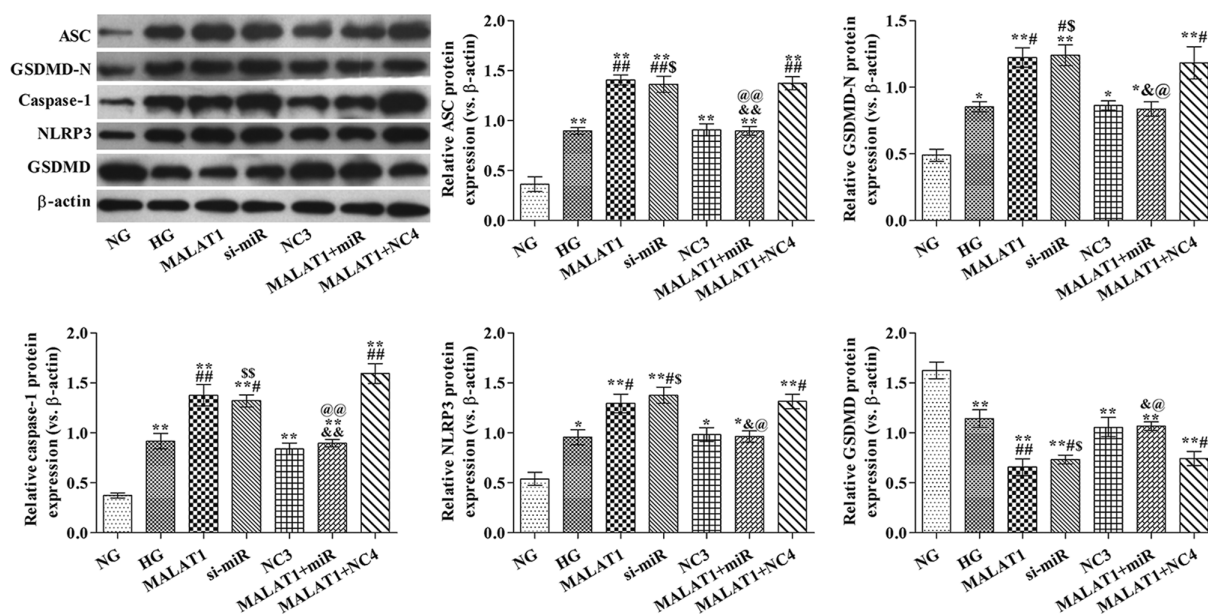 ASC
GSDMD-N
Caspase-1
NLRP3
GSDMD
β-actin
NG
HG
MALAT1
si-miR
NC3
MALAT1+miR
MALAT1+NC4
Relative ASC protein
expression (vs. β-actin)
2.0
1.5
1.0
0.5
0.0
**
**
##
**
##$
**
@@
&&
**
**
##
NG
HG
MALAT1
si-miR
NC3
MALAT1+miR
MALAT1+NC4
Relative GSDMD-N protein
expression (vs. β-actin)
1.5
1.0
0.5
0.0
*
**#
#$
**
*
*&@
**#
NG
HG
MALAT1
si-miR
NC3
MALAT1+miR
MALAT1+NC4
Relative caspase-1 protein
expression (vs. β-actin)
2.0
1.5
1.0
0.5
0.0
**
**
##
$$
**#
**
@@
**
&&
**
##
NG
HG
MALAT1
si-miR
NC3
MALAT1+miR
MALAT1+NC4
Relative NLRP3 protein
expression (vs. β-actin)
2.0
1.5
1.0
0.5
0.0
*
**#
**#$
*
*&@
**#
NG
HG
MALAT1
si-miR
NC3
MALAT1+miR
MALAT1+NC4
Relative GSDMD protein
expression (vs. β-actin)
2.0
1.5
1.0
0.5
0.0
**
**
##
**#$
**
&@
**
**#
NG
HG
MALAT1
si-miR
NC3
MALAT1+miR
MALAT1+NC4